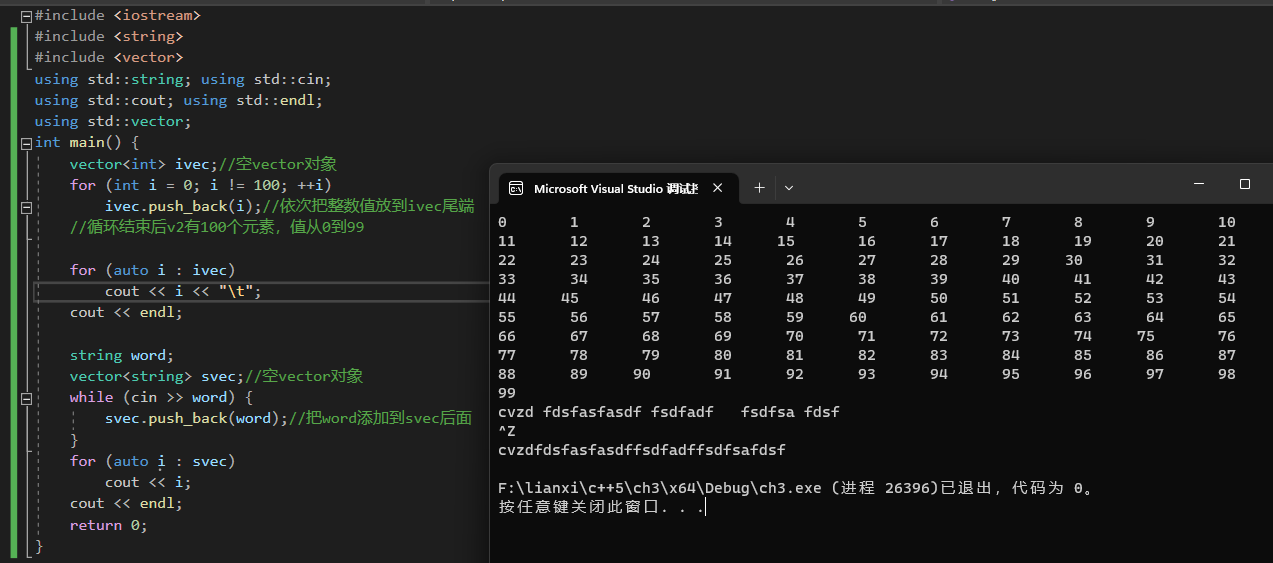 #include <iostream>
#include <string>
#include <vector>
using std::string; using std::cin;
using std::cout; using std::endl;
using std::vector;
int main() {
    vector<int> ivec;//空vector对象
    for (int i = 0; i != 100; ++i)
        ivec.push_back(i);//依次把整数值放到ivec尾端
    //循环结束后v2有100个元素，值从0到99
    for (auto i : ivec)
        cout << i << "\t";
    cout << endl;
    string word;
    vector<string> svec;//空vector对象
    while (cin >> word) {
        svec.push_back(word);//把word添加到svec后面
    }
    for (auto i : svec)
        cout << i;
    cout << endl;
    return 0;
}
Microsoft Visual Studio 调试
0 1 2 3 4 5 6 7 8 9 10
11 12 13 14 15 16 17 18 19 20 21
22 23 24 25 26 27 28 29 30 31 32
33 34 35 36 37 38 39 40 41 42 43
44 45 46 47 48 49 50 51 52 53 54
55 56 57 58 59 60 61 62 63 64 65
66 67 68 69 70 71 72 73 74 75 76
77 78 79 80 81 82 83 84 85 86 87
88 89 90 91 92 93 94 95 96 97 98
99
cvzd fdsfasfasdf fsdfadf   fsdfsa fdsf
^Z
cvzdfdsfasfasdffsdfadffsdfsafdsf
F:\lianxi\c++5\ch3\x64\Debug\ch3.exe (进程 26396)已退出，代码为 0。
按任意键关闭此窗口. . .